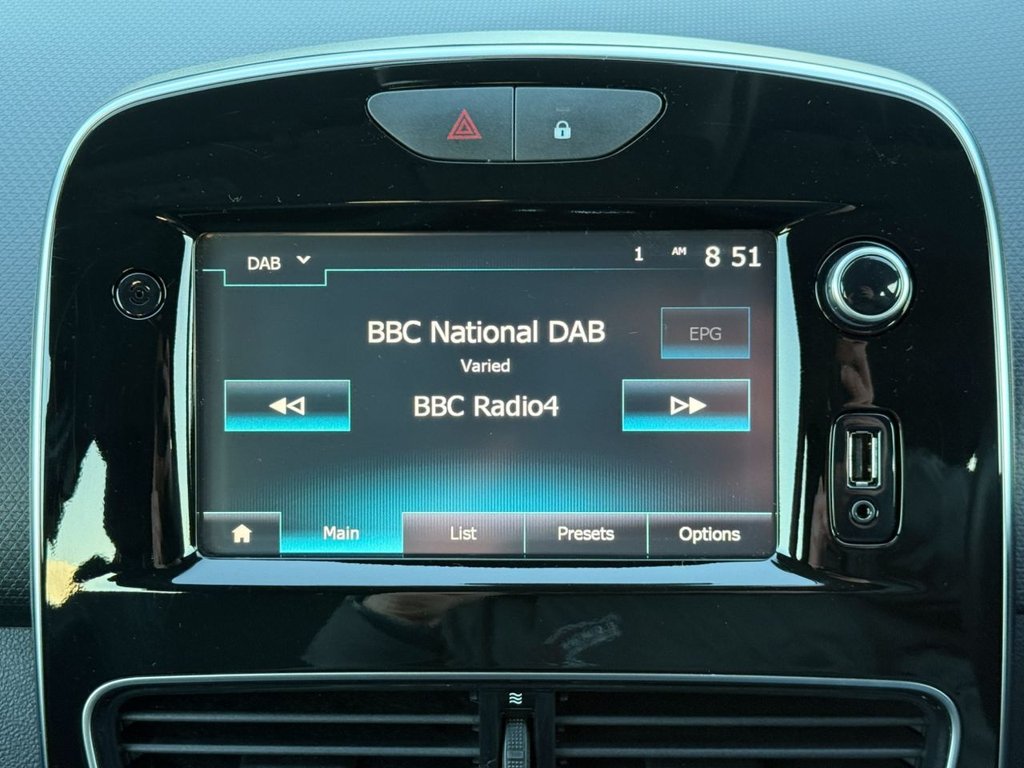 DAB 1 AM 8 51
BBC National DAB
EPG
Varied
BBC Radio4
Main List Presets Options